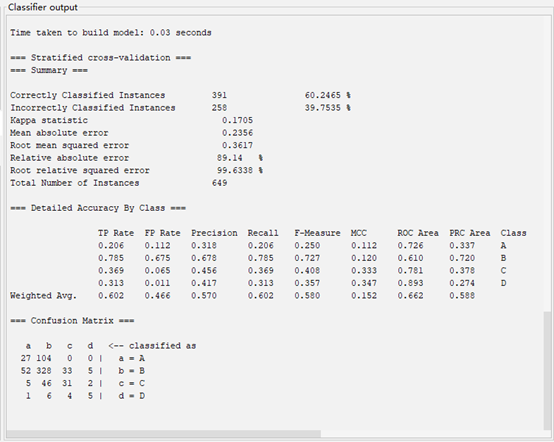 Classifier output
Time taken to build model: 0.03 seconds
=== Stratified cross-validation ===
=== Summary ===
Correctly Classified Instances 391 60.2465 %
Incorrectly Classified Instances 258 39.7535 %
Kappa statistic 0.1705
Mean absolute error 0.2356
Root mean squared error 0.3617
Relative absolute error 89.14 %
Root relative squared error 99.6338 %
Total Number of Instances 649
=== Detailed Accuracy By Class ===
TP Rate FP Rate Precision Recall F-Measure MCC ROC Area PRC Area Class
0.206 0.112 0.318 0.206 0.250 0.112 0.726 0.337 A
0.785 0.675 0.678 0.785 0.727 0.120 0.610 0.720 B
0.369 0.065 0.456 0.369 0.408 0.333 0.781 0.378 C
0.313 0.011 0.417 0.313 0.357 0.347 0.893 0.274 D
Weighted Avg. 0.602 0.466 0.570 0.602 0.580 0.152 0.662 0.588
=== Confusion Matrix ===
a b c d <-- classified as
27 104 0 0 | a = A
52 328 33 5 | b = B
5 46 31 2 | c = C
1 6 4 5 | d = D